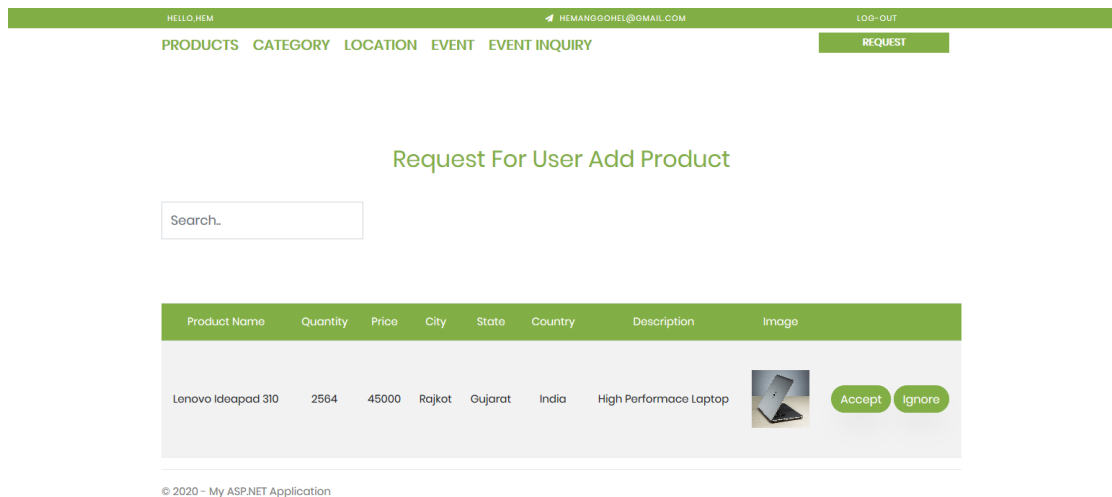 HELLO,HEM HEMANGGOHEL@GMAIL.COM LOG-OUT
PRODUCTS CATEGORY LOCATION EVENT EVENT INQUIRY REQUEST
Request For User Add Product
Search..
Product Name Quantity Price City State Country Description Image
Lenovo Ideapad 310 2564 45000 Rajkot Gujarat India High Performace Laptop Accept Ignore
© 2020 - My ASP.NET Application